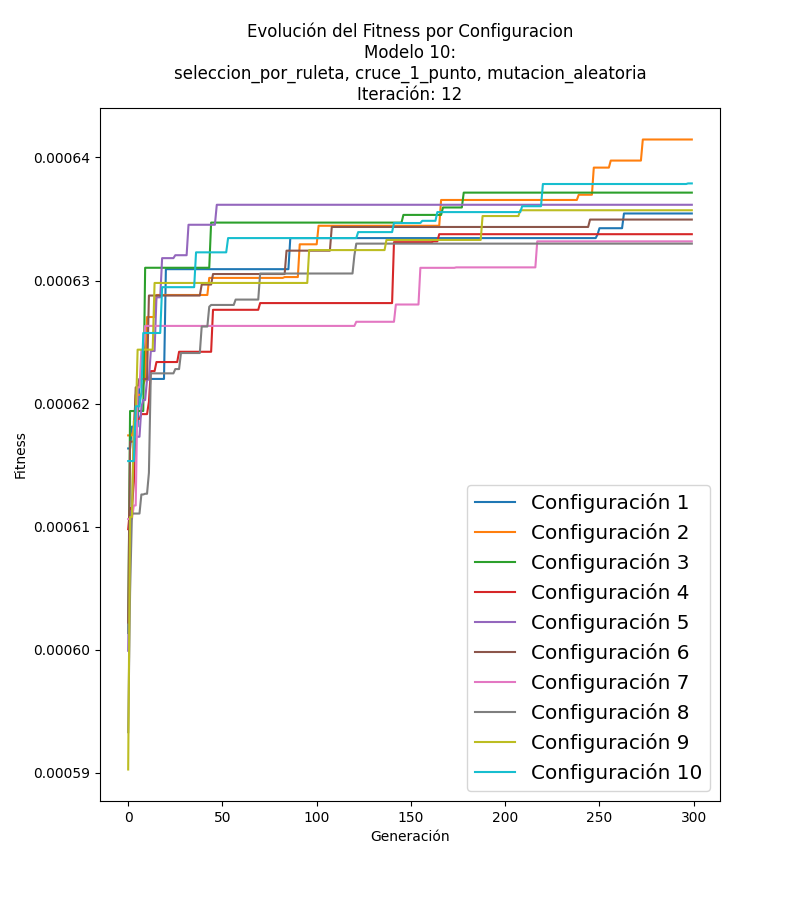 Evolución del Fitness por Configuracion
Modelo 10:
seleccion_por_ruleta, cruce_1_punto, mutacion_aleatoria
Iteración: 12
0.00064
0.00063
0.00062
0.00061
0.00060
0.00059
Fitness
0
50
100
150
200
250
300
Generación
Configuración 1
Configuración 2
Configuración 3
Configuración 4
Configuración 5
Configuración 6
Configuración 7
Configuración 8
Configuración 9
Configuración 10